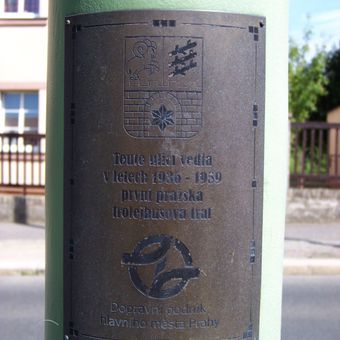 Touto ulicí vedla
v letech 1936 - 1959
první pražská
trolejbusová trať
Dopravní podnik
hlavního města Prahy